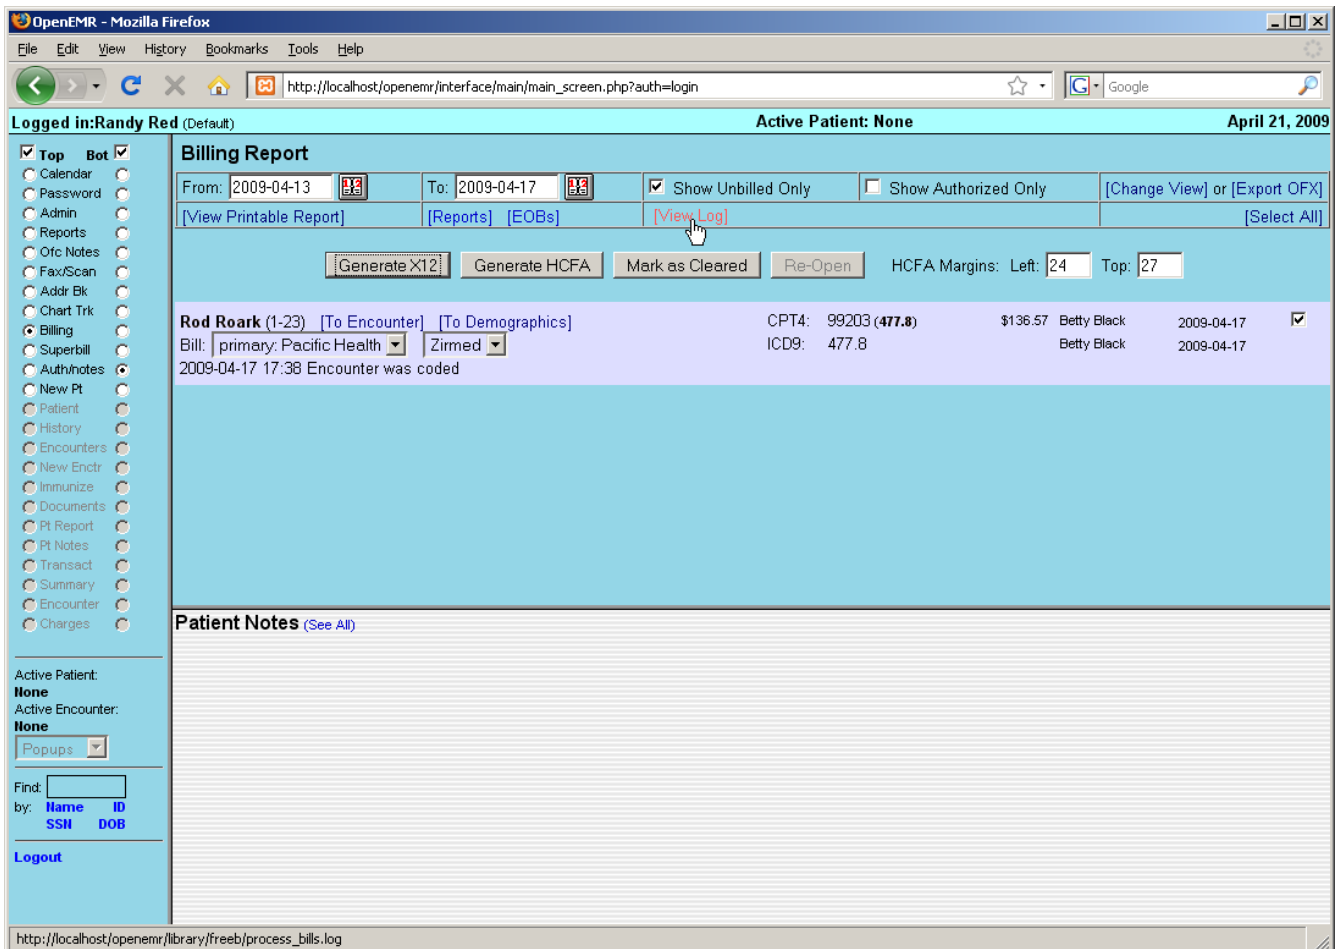 OpenEMR - Mozilla Firefox
File Edit View History Bookmarks Tools Help
http://localhost/openemr/interface/main/main_screen.php?auth=login G Google
Logged in:Randy Red (Default) Active Patient: None April 21, 2009
Top Bot
Calendar
Password
Admin
Reports
Ofc Notes
Fax/Scan
Addr Bk
Chart Trk
Billing
Superbill
Auth/notes
New Pt
Patient
History
Encounters
New Enctr
Immunize
Documents
Pt Report
Pt Notes
Transact
Summary
Encounter
Charges
Active Patient:
None
Active Encounter:
None
Popups
Find:
by: Name ID
SSN DOB
Logout
Billing Report
From: 2009-04-13 To: 2009-04-17 Show Unbilled Only Show Authorized Only [Change View] or [Export OFX]
[View Printable Report] [Reports] [EOBs] [View Log] [Select All]
Generate X12 Generate HCFA Mark as Cleared Re-Open HCFA Margins: Left: 24 Top: 27
Rod Roark (1-23) [To Encounter] [To Demographics] CPT4: 99203 (477.8) $136.57 Betty Black 2009-04-17
Bill: primary: Pacific Health Zirmed ICD9: 477.8 Betty Black 2009-04-17
2009-04-17 17:38 Encounter was coded
Patient Notes (See All)
http://localhost/openemr/library/freeb/process_bills.log